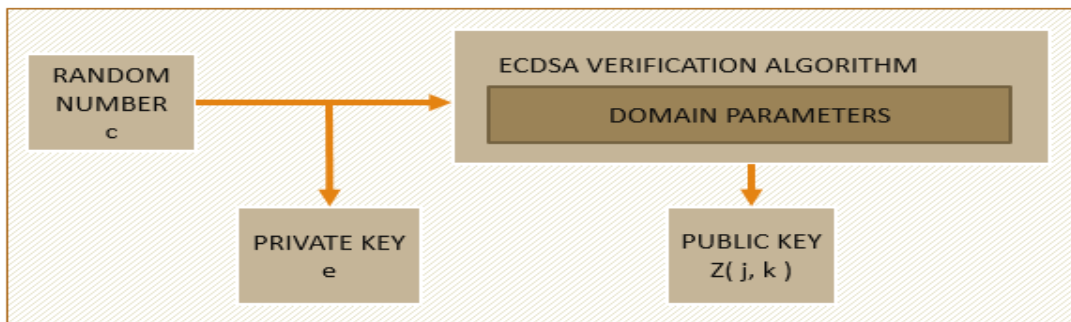 RANDOM
NUMBER
c
ECDSA VERIFICATION ALGORITHM
DOMAIN PARAMETERS
PRIVATE KEY
e
PUBLIC KEY
Z( j, k )